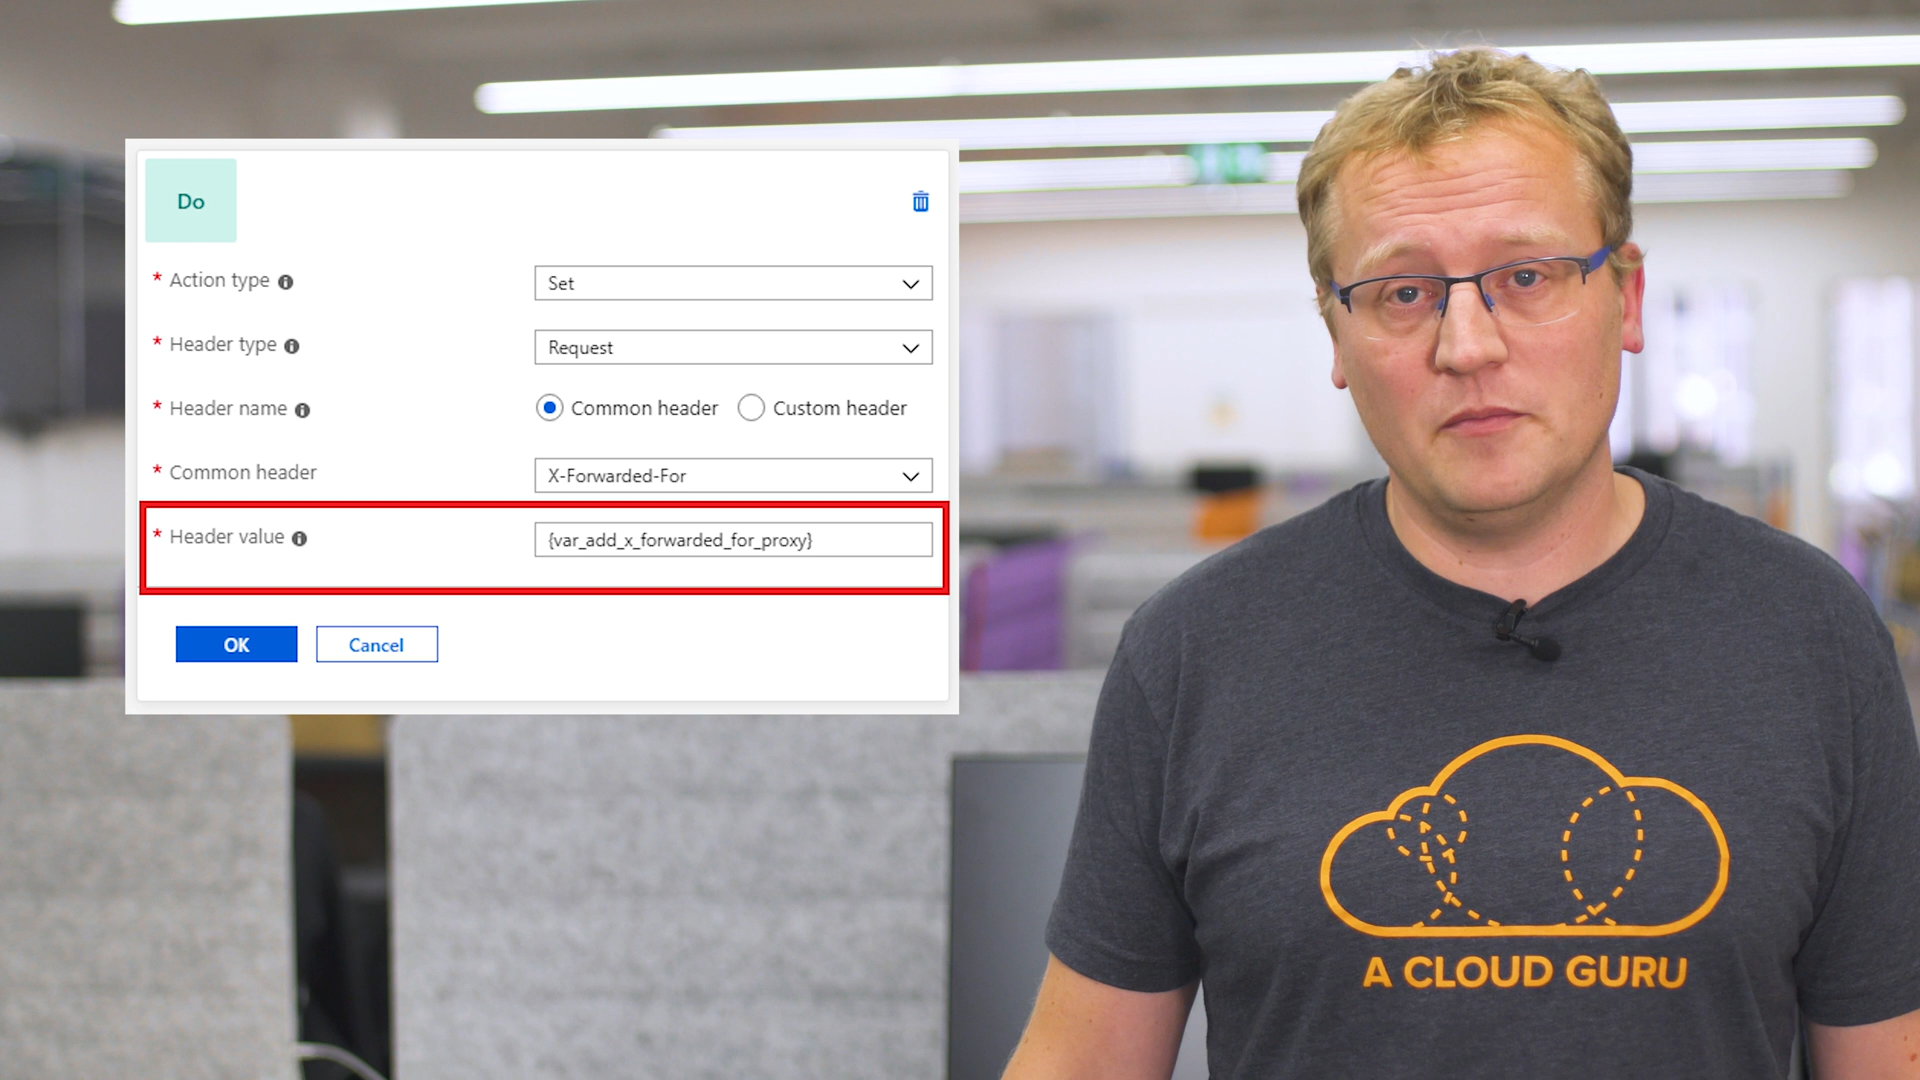 Do
* Action type
Set
* Header type
Request
* Header name
Common header
Custom header
* Common header
X-Forwarded-For
* Header value
{var_add_x_forwarded_for_proxy}
OK
Cancel
A CLOUD GURU